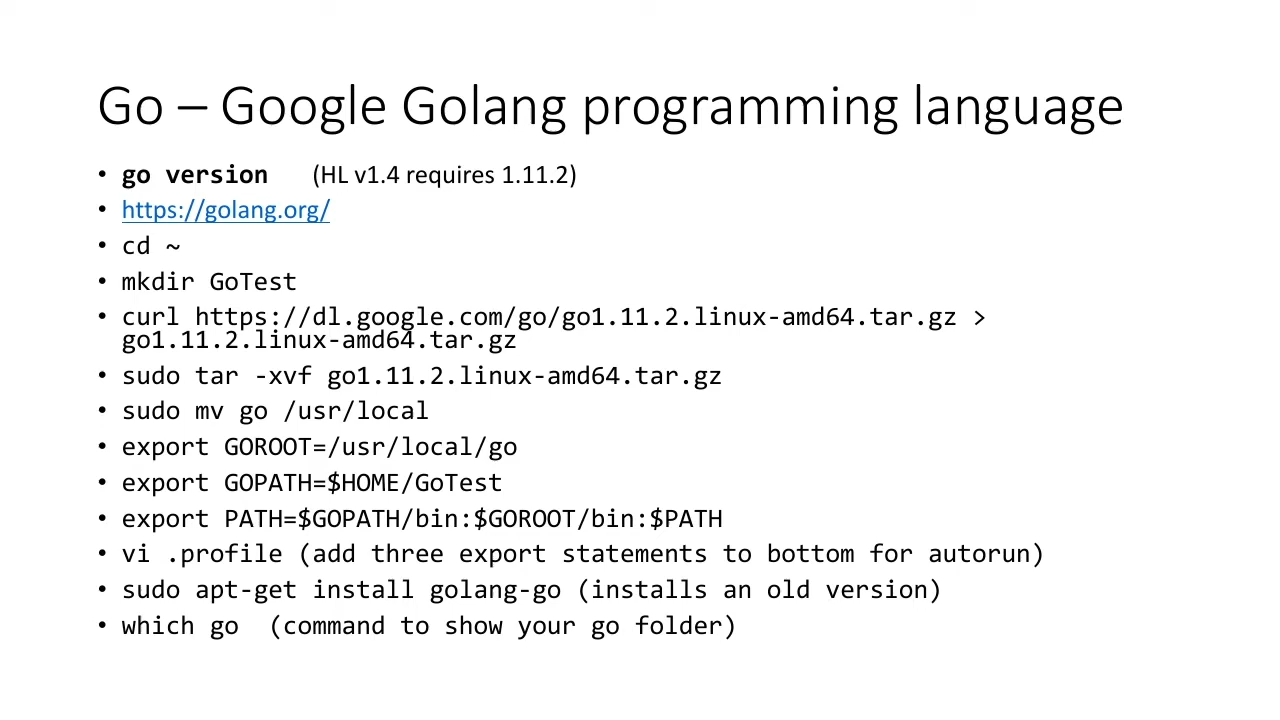 Go – Google Golang programming language
• go version (HL v1.4 requires 1.11.2)
• https://golang.org/
• cd ~
• mkdir GoTest
• curl https://dl.google.com/go/go1.11.2.linux-amd64.tar.gz >
go1.11.2.linux-amd64.tar.gz
• sudo tar -xvf go1.11.2.linux-amd64.tar.gz
• sudo mv go /usr/local
• export GOROOT=/usr/local/go
• export GOPATH=$HOME/GoTest
• export PATH=$GOPATH/bin:$GOROOT/bin:$PATH
• vi .profile (add three export statements to bottom for autorun)
• sudo apt-get install golang-go (installs an old version)
• which go (command to show your go folder)